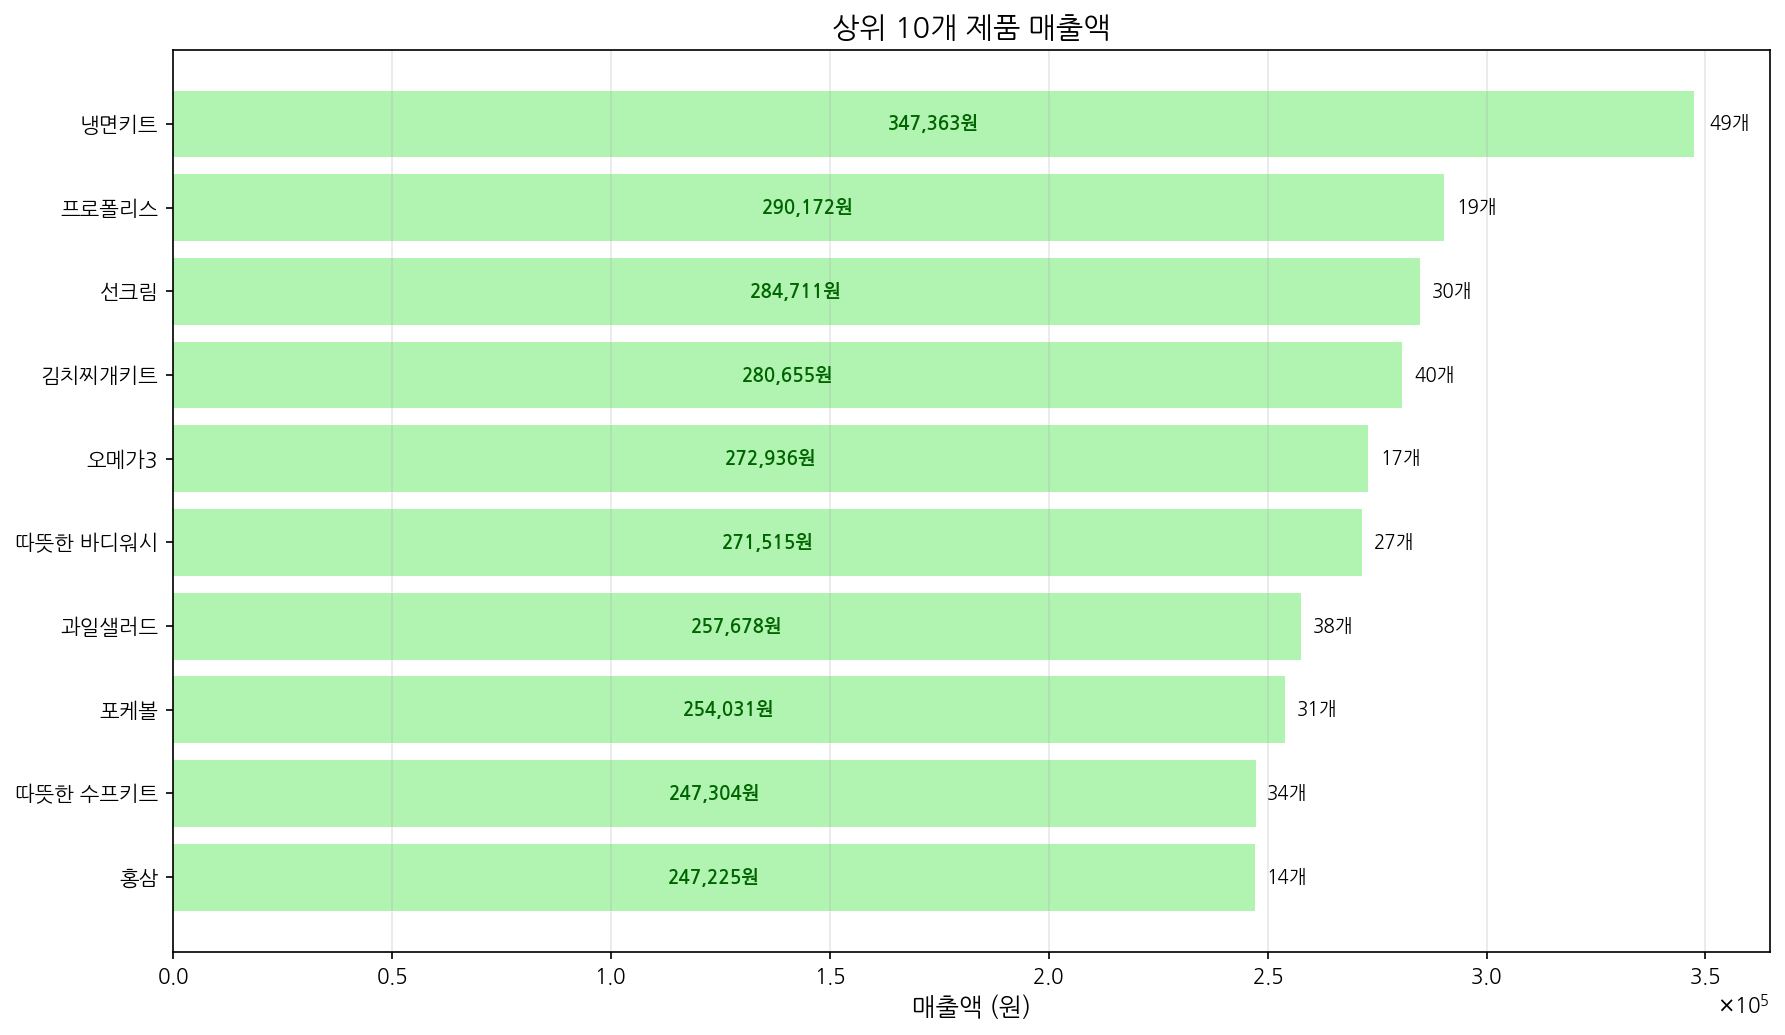 상위 10개 제품 매출액
냉면키트 347,363원 49개
프로폴리스 290,172원 19개
선크림 284,711원 30개
김치찌개키트 280,655원 40개
오메가3 272,936원 17개
따뜻한 바디워시 271,515원 27개
과일샐러드 257,678원 38개
포케볼 254,031원 31개
따뜻한 수프키트 247,304원 34개
홍삼 247,225원 14개
0.0 0.5 1.0 1.5 2.0 2.5 3.0 3.5
매출액 (원) ×10⁵